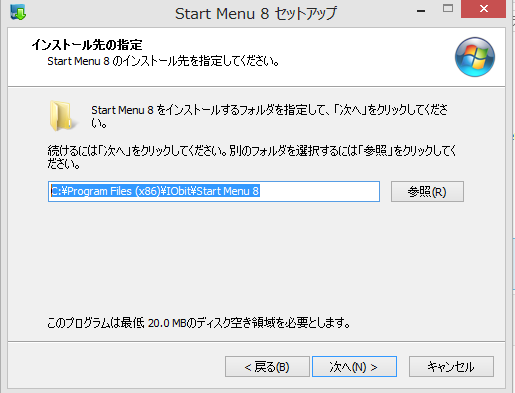 Start Menu 8 セットアップ
インストール先の指定
Start Menu 8 のインストール先を指定してください。
Start Menu 8 をインストールするフォルダを指定して、「次へ」をクリックしてくださ
い。
続けるには「次へ」をクリックしてください。別のフォルダを選択するには「参照」をクリックしてく
ださい。
C:¥Program Files (x86)¥IObit¥Start Menu 8
参照(R)
このプログラムは最低 20.0 MBのディスク空き領域を必要とします。
< 戻る(B)
次へ(N) >
キャンセル